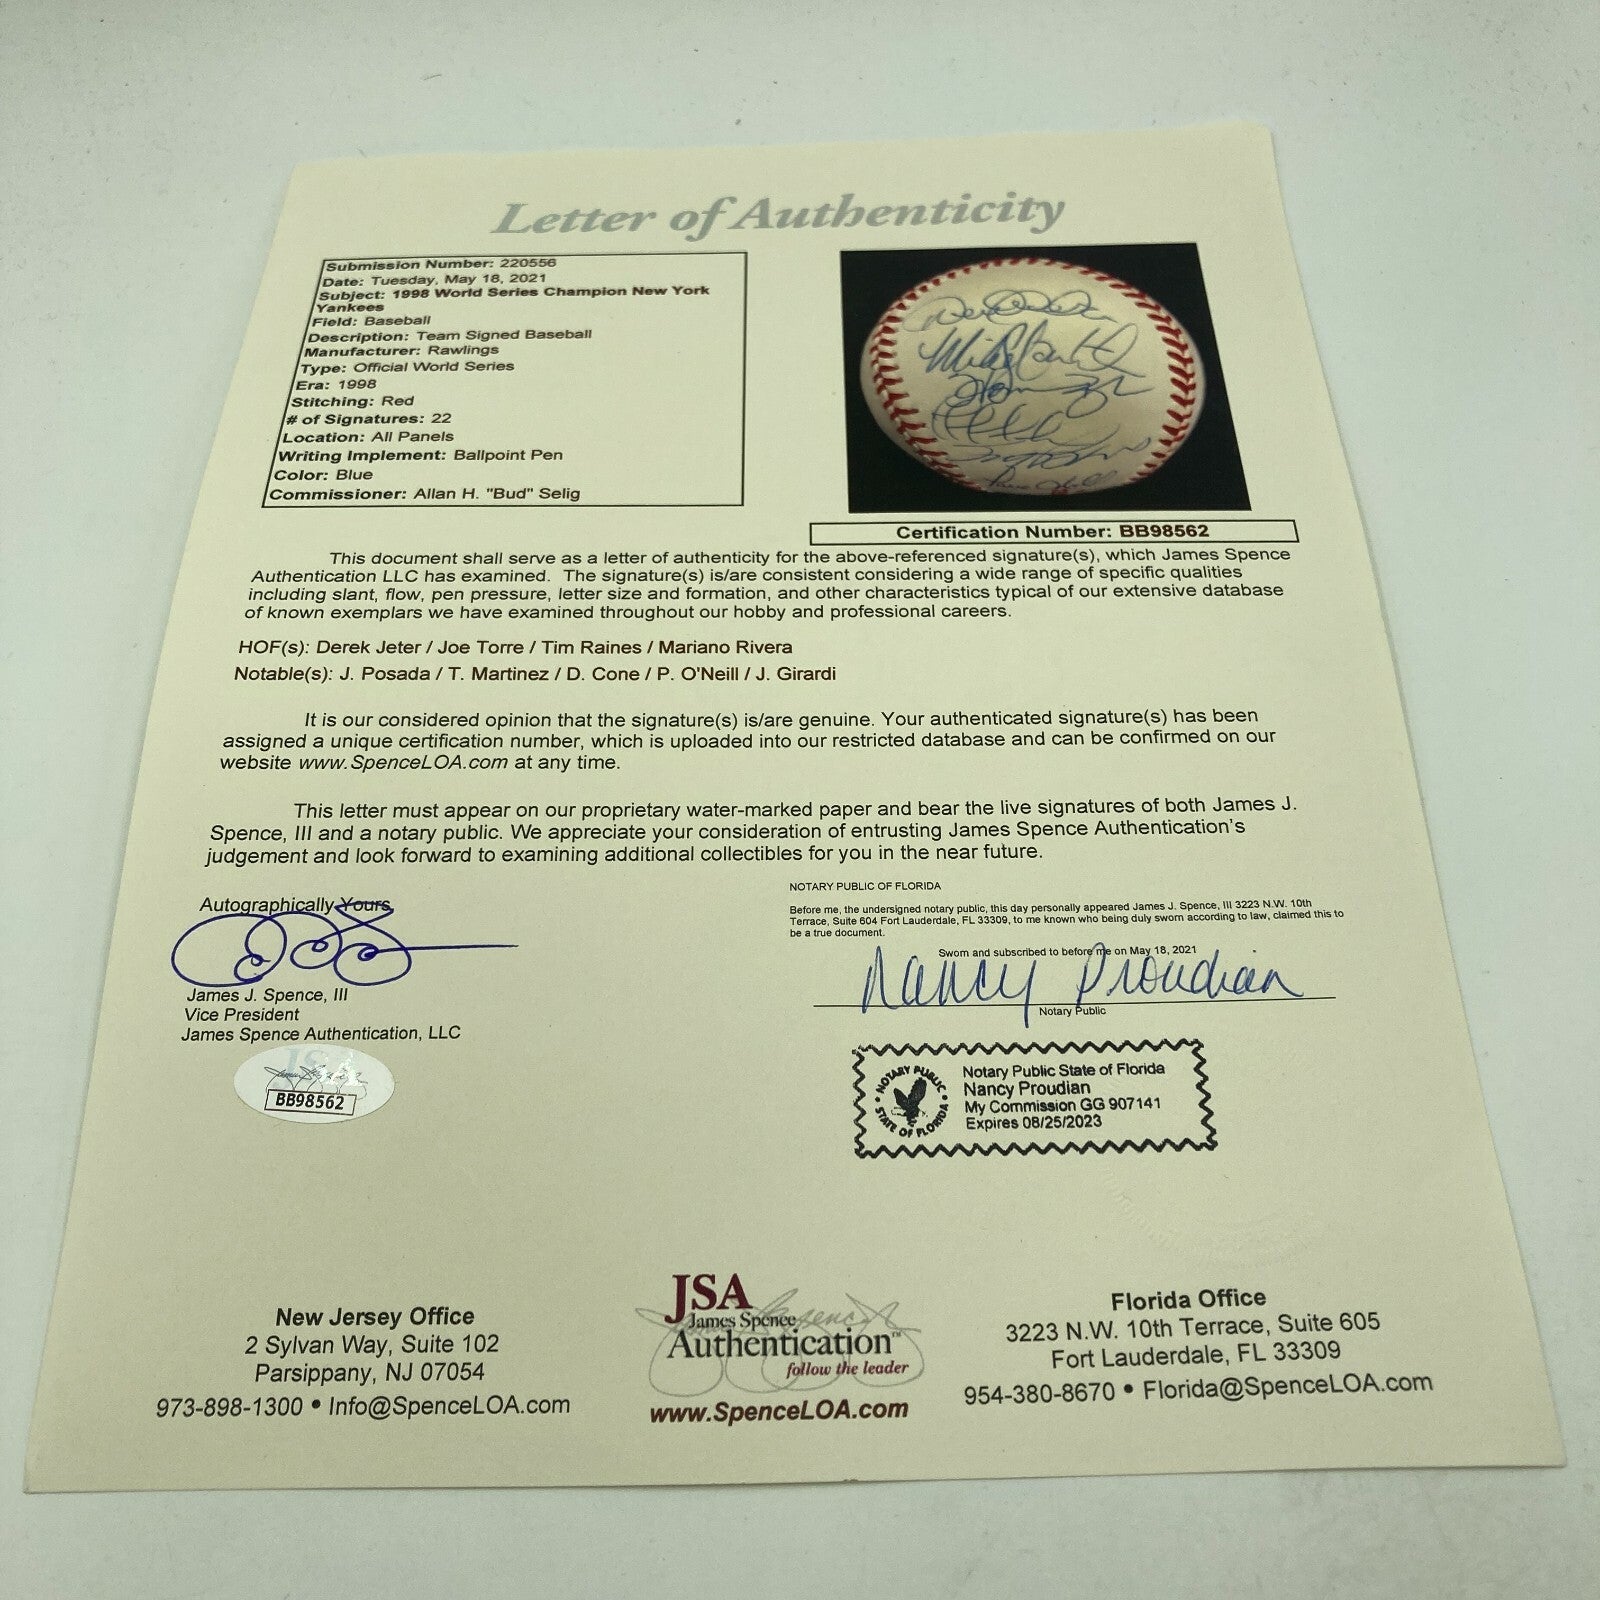 Letter of Authenticity
Submission Number: 220556
Date: Tuesday, May 18, 2021
Subject: 1998 World Series Champion New York
Yankees
Field: Baseball
Description: Team Signed Baseball
Manufacturer: Rawlings
Type: Official World Series
Era: 1998
Stitching: Red
# of Signatures: 22
Location: All Panels
Writing Implement: Ballpoint Pen
Color: Blue
Commissioner: Allan H. "Bud" Selig
Certification Number: BB98562
This document shall serve as a letter of authenticity for the above-referenced signature(s), which James Spence
Authentication LLC has examined. The signature(s) is/are consistent considering a wide range of specific qualities
including slant, flow, pen pressure, letter size and formation, and other characteristics typical of our extensive database
of known exemplars we have examined throughout our hobby and professional careers.
HOF(s): Derek Jeter / Joe Torre / Tim Raines / Mariano Rivera
Notable(s): J. Posada / T. Martinez / D. Cone / P. O'Neill / J. Girardi
It is our considered opinion that the signature(s) is/are genuine. Your authenticated signature(s) has been
assigned a unique certification number, which is uploaded into our restricted database and can be confirmed on our
website www.SpenceLOA.com at any time.
This letter must appear on our proprietary water-marked paper and bear the live signatures of both James J.
Spence, III and a notary public. We appreciate your consideration of entrusting James Spence Authentication's
judgement and look forward to examining additional collectibles for you in the near future.
Autographically Yours,
James J. Spence, III
Vice President
James Spence Authentication, LLC
JSA
BB98562
NOTARY PUBLIC OF FLORIDA
Before me, the undersigned notary public, this day personally appeared James J. Spence, III 3223 N.W. 10th
Terrace, Suite 604 Fort Lauderdale, FL 33309, to me known who being duly sworn according to law, claimed this to
be a true document.
Sworn and subscribed to before me on May 18, 2021
Nancy Proudian
Notary Public
NOTARY PUBLIC
STATE OF FLORIDA
Notary Public State of Florida
Nancy Proudian
My Commission GG 907141
Expires 08/25/2023
New Jersey Office
2 Sylvan Way, Suite 102
Parsippany, NJ 07054
973-898-1300 • Info@SpenceLOA.com
JSA
James Spence
Authentication™
follow the leader
www.SpenceLOA.com
Florida Office
3223 N.W. 10th Terrace, Suite 605
Fort Lauderdale, FL 33309
954-380-8670 • Florida@SpenceLOA.com